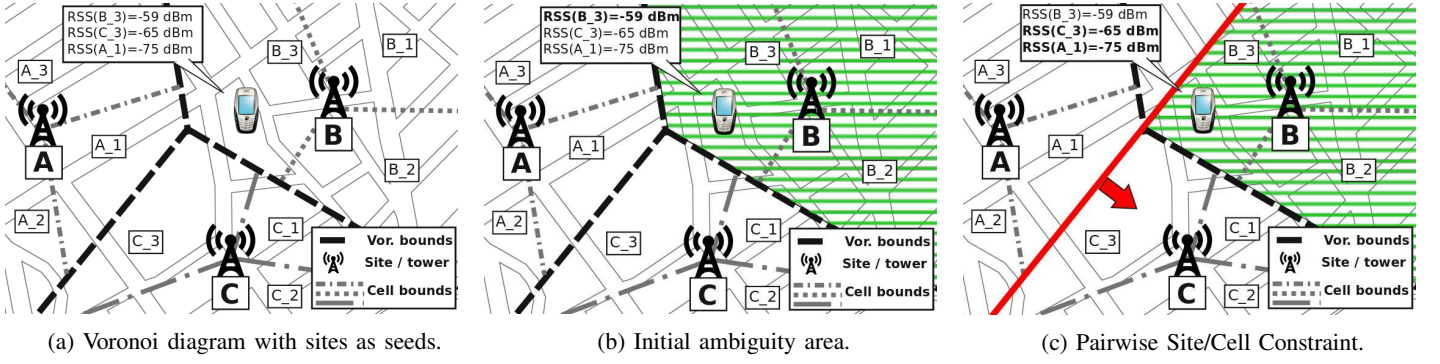 RSS(B_3)=-59 dBm
RSS(C_3)=-65 dBm
RSS(A_1)=-75 dBm
B_3
B_1
A_3
B
A
A_1
B_2
A_2
C_3
C_1
C
C_2
Vor. bounds
Site / tower
Cell bounds
(a) Voronoi diagram with sites as seeds.
RSS(B_3)=-59 dBm
RSS(C_3)=-65 dBm
RSS(A_1)=-75 dBm
B_3
B_1
A_3
B
A
A_1
B_2
A_2
C_3
C_1
C
C_2
Vor. bounds
Site / tower
Cell bounds
(b) Initial ambiguity area.
RSS(B_3)=-59 dBm
RSS(C_3)=-65 dBm
RSS(A_1)=-75 dBm
B_3
B_1
A_3
B
A
A_1
B_2
A_2
C_3
C_1
C
C_2
Vor. bounds
Site / tower
Cell bounds
(c) Pairwise Site/Cell Constraint.